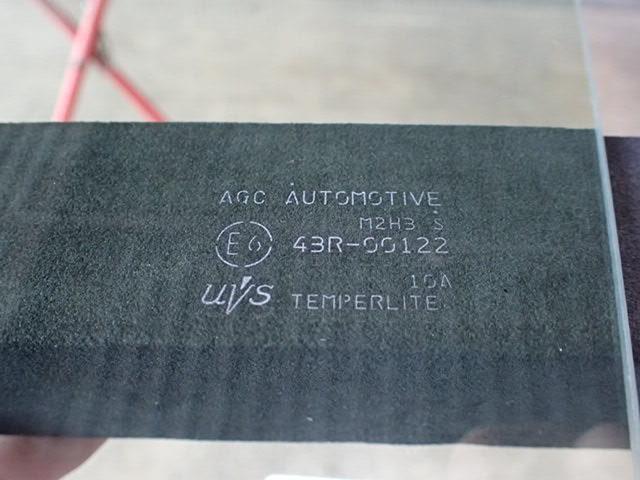 AGC AUTOMOTIVE
M2H3 S
E6 43R-00122
10A
UVS TEMPERLITE